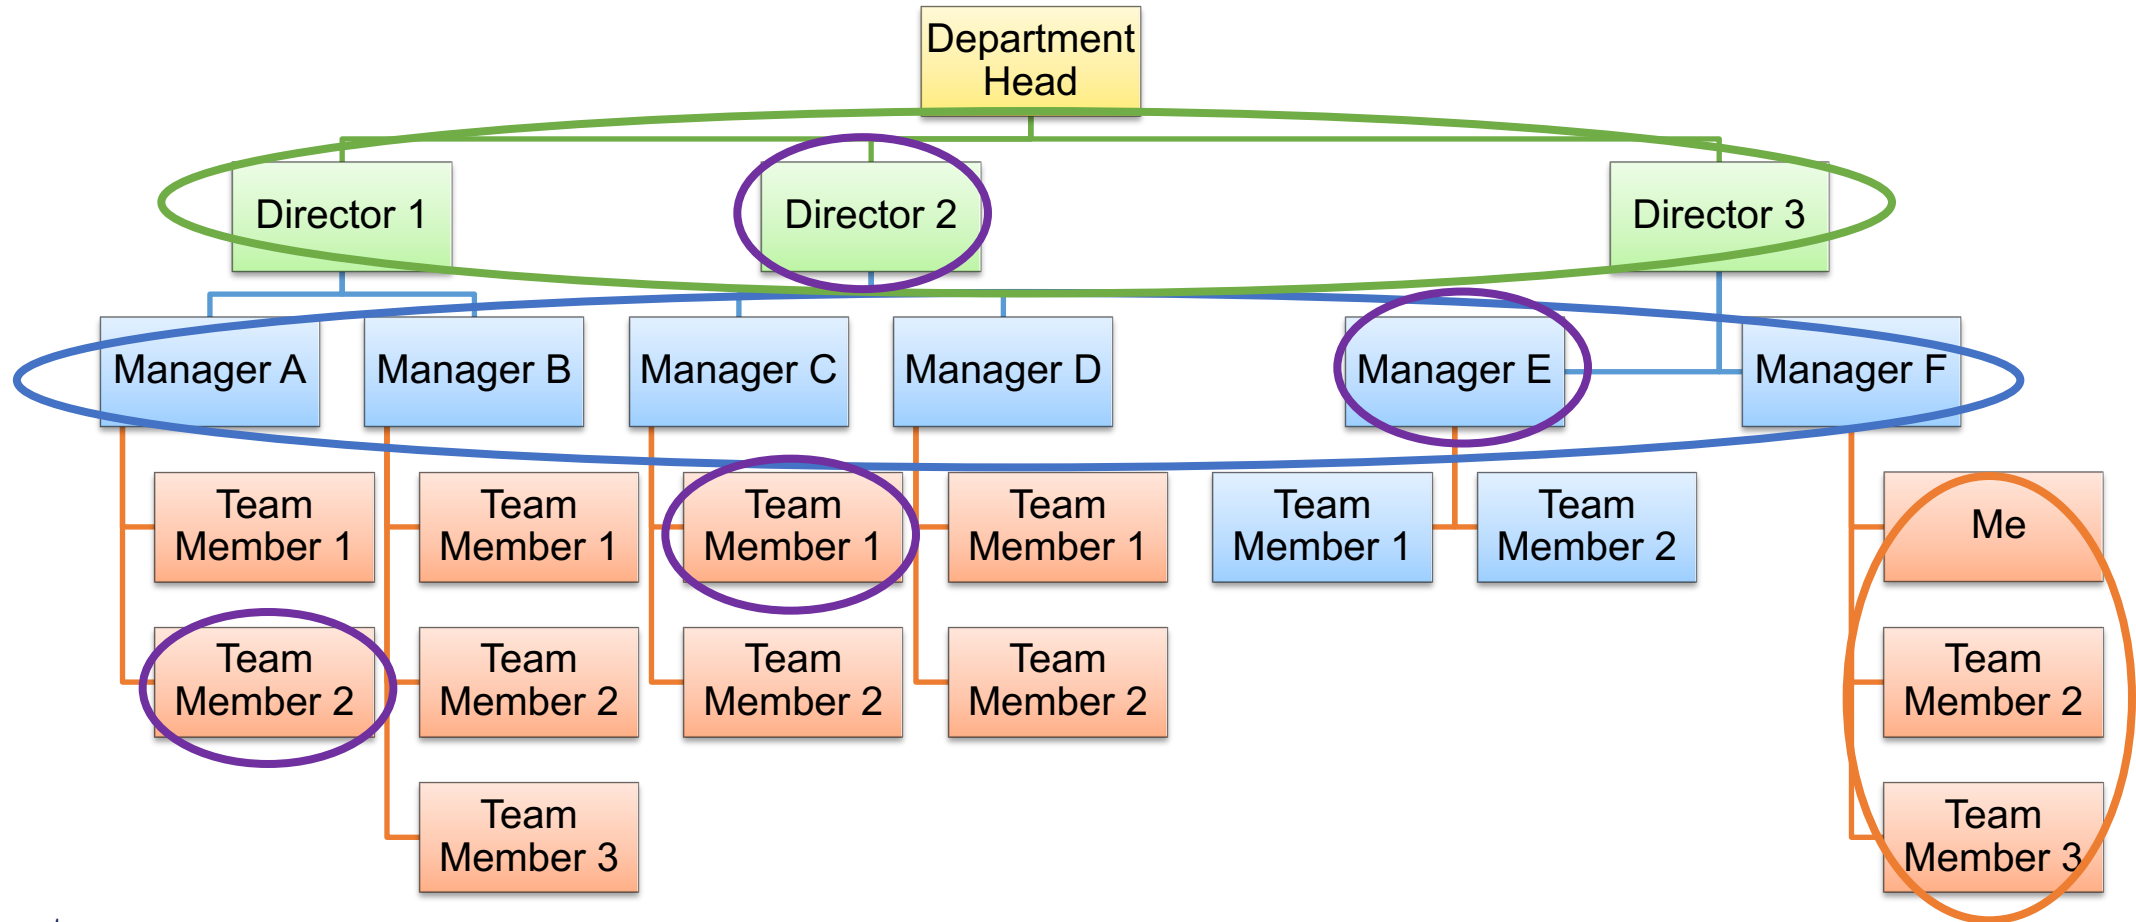 Department
Head
Director 1
Director 2
Director 3
Manager A
Manager B
Manager C
Manager D
Manager E
Manager F
Team
Member 1
Team
Member 1
Team
Member 1
Team
Member 1
Team
Member 1
Team
Member 2
Me
Team
Member 2
Team
Member 2
Team
Member 2
Team
Member 2
Team
Member 2
Team
Member 3
Team
Member 3